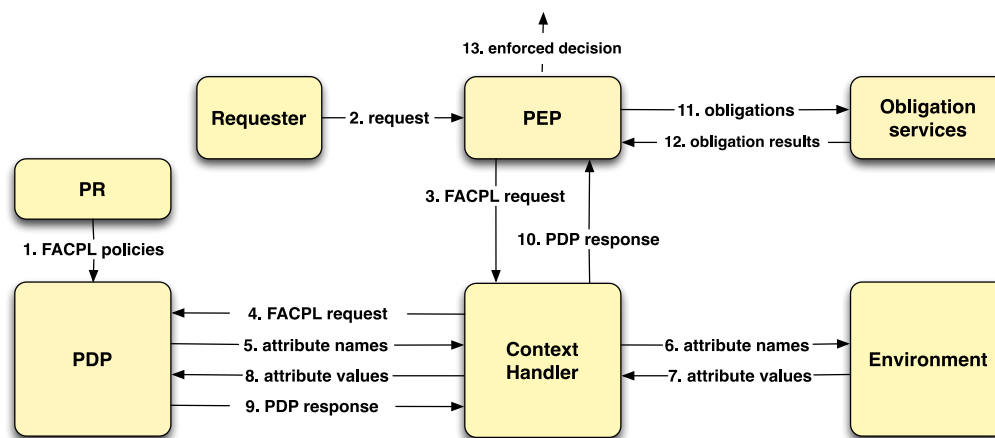 13. enforced decision
Requester
2. request
PEP
11. obligations
12. obligation results
Obligation
services
PR
3. FACPL request
10. PDP response
1. FACPL policies
PDP
4. FACPL request
5. attribute names
8. attribute values
9. PDP response
Context
Handler
6. attribute names
7. attribute values
Environment